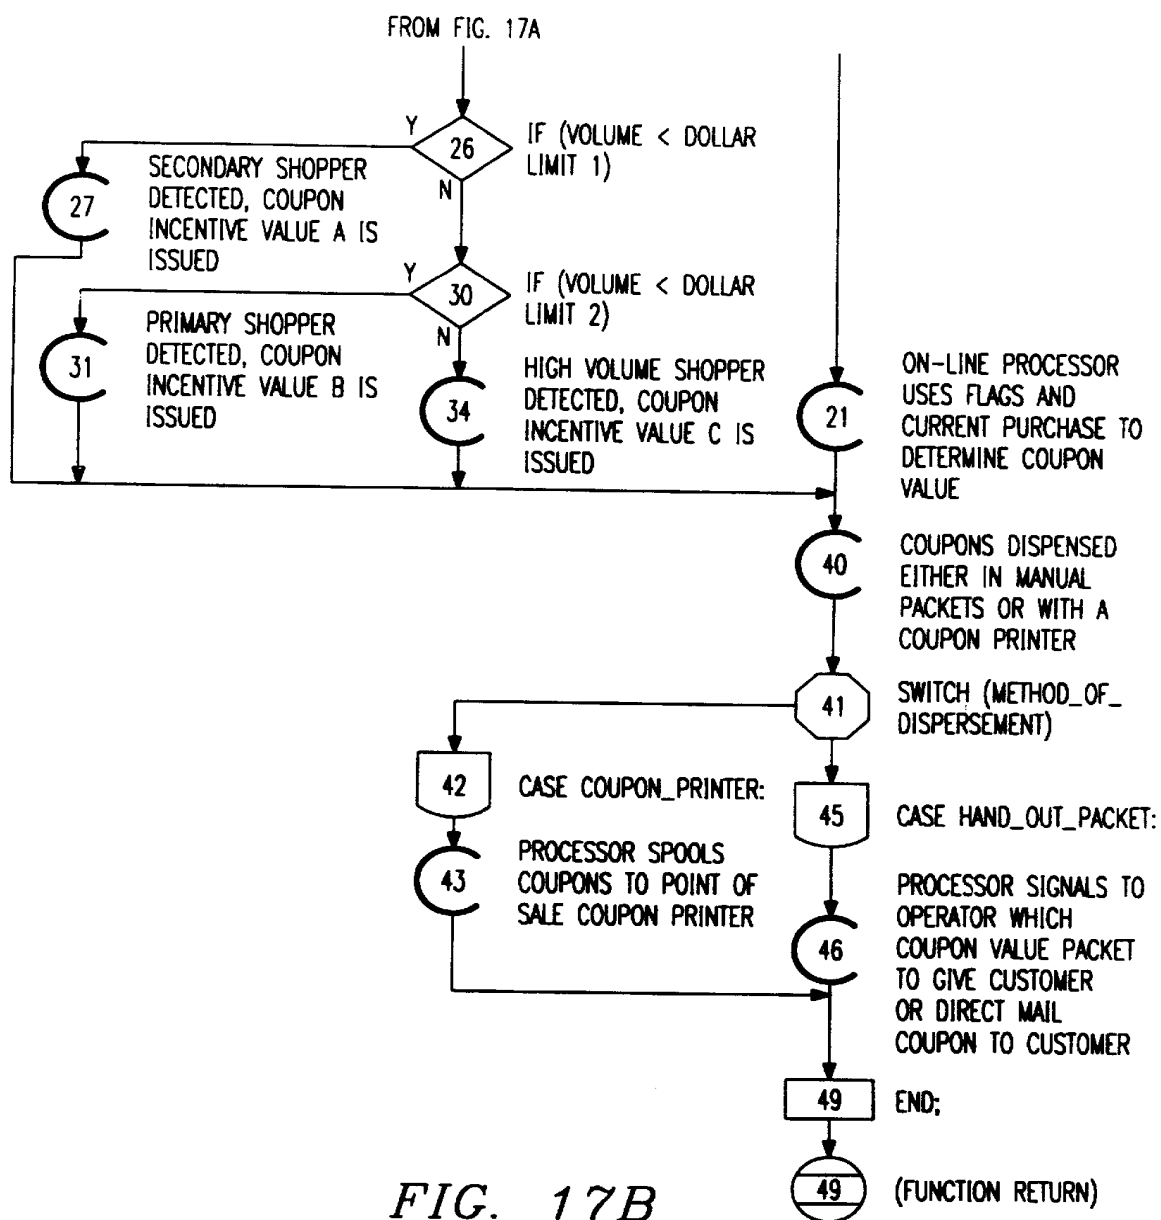 FROM FIG. 17A
Y
26
IF (VOLUME < DOLLAR
LIMIT 1)
N
27
SECONDARY SHOPPER
DETECTED, COUPON
INCENTIVE VALUE A IS
ISSUED
Y
30
IF (VOLUME < DOLLAR
LIMIT 2)
N
31
PRIMARY SHOPPER
DETECTED, COUPON
INCENTIVE VALUE B IS
ISSUED
34
HIGH VOLUME SHOPPER
DETECTED, COUPON
INCENTIVE VALUE C IS
ISSUED
21
ON-LINE PROCESSOR
USES FLAGS AND
CURRENT PURCHASE TO
DETERMINE COUPON
VALUE
40
COUPONS DISPENSED
EITHER IN MANUAL
PACKETS OR WITH A
COUPON PRINTER
41
SWITCH (METHOD_OF_
DISPERSEMENT)
42
CASE COUPON_PRINTER:
45
CASE HAND_OUT_PACKET:
43
PROCESSOR SPOOLS
COUPONS TO POINT OF
SALE COUPON PRINTER
46
PROCESSOR SIGNALS TO
OPERATOR WHICH
COUPON VALUE PACKET
TO GIVE CUSTOMER
OR DIRECT MAIL
COUPON TO CUSTOMER
49
END;
49
(FUNCTION RETURN)
FIG. 17B